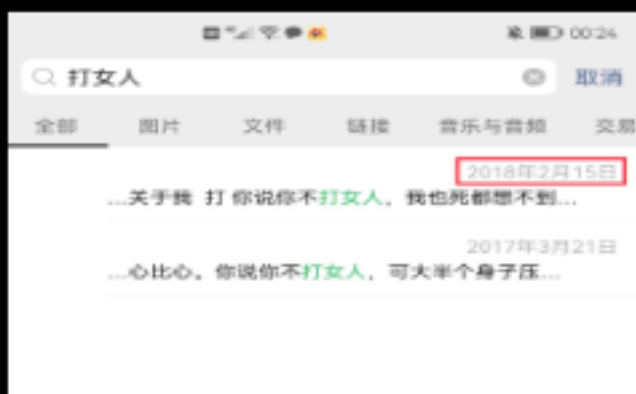 00:24
打女人 取消
全部 图片 文件 链接 音乐与音频 交易
2018年2月15日
...关于我 打 你说你不打女人，我也死都想不到...
2017年3月21日
...心比心。你说你不打女人，可大半个身子压...